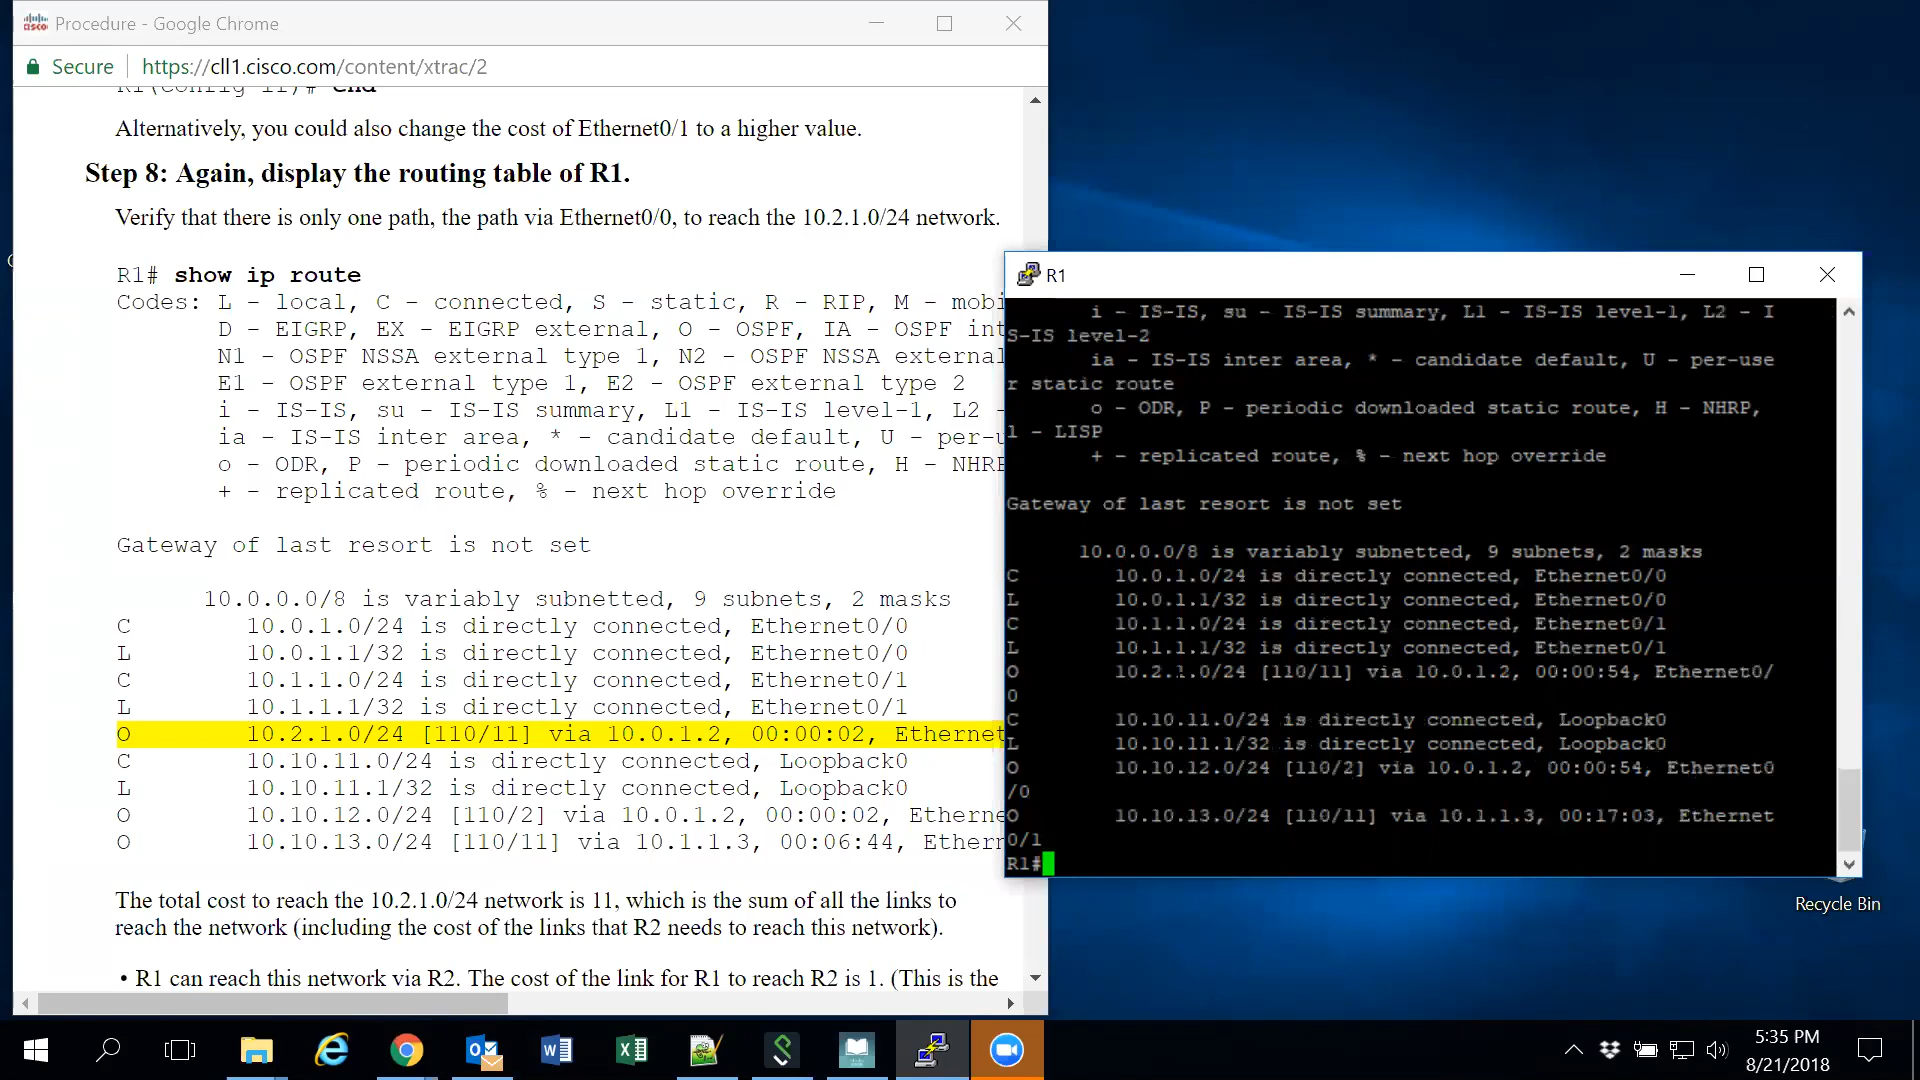 Procedure - Google Chrome
Secure
https://cll1.cisco.com/content/xtrac/2
Alternatively, you could also change the cost of Ethernet0/1 to a higher value.
Step 8: Again, display the routing table of R1.
Verify that there is only one path, the path via Ethernet0/0, to reach the 10.2.1.0/24 network.
R1# show ip route
Codes: L - local, C - connected, S - static, R - RIP, M - mobi
D - EIGRP, EX - EIGRP external, O - OSPF, IA - OSPF int
N1 - OSPF NSSA external type 1, N2 - OSPF NSSA external
E1 - OSPF external type 1, E2 - OSPF external type 2
i - IS-IS, su - IS-IS summary, L1 - IS-IS level-1, L2 -
ia - IS-IS inter area, * - candidate default, U - per-u
o - ODR, P - periodic downloaded static route, H - NHRP
+ - replicated route, % - next hop override
Gateway of last resort is not set
10.0.0.0/8 is variably subnetted, 9 subnets, 2 masks
C 10.0.1.0/24 is directly connected, Ethernet0/0
L 10.0.1.1/32 is directly connected, Ethernet0/0
C 10.1.1.0/24 is directly connected, Ethernet0/1
L 10.1.1.1/32 is directly connected, Ethernet0/1
O 10.2.1.0/24 [110/11] via 10.0.1.2, 00:00:02, Ethernet
C 10.10.11.0/24 is directly connected, Loopback0
L 10.10.11.1/32 is directly connected, Loopback0
O 10.10.12.0/24 [110/2] via 10.0.1.2, 00:00:02, Etherne
O 10.10.13.0/24 [110/11] via 10.1.1.3, 00:06:44, Ethern
The total cost to reach the 10.2.1.0/24 network is 11, which is the sum of all the links to
reach the network (including the cost of the links that R2 needs to reach this network).
• R1 can reach this network via R2. The cost of the link for R1 to reach R2 is 1. (This is the
R1
i - IS-IS, su - IS-IS summary, L1 - IS-IS level-1, L2 - I
S-IS level-2
ia - IS-IS inter area, * - candidate default, U - per-use
r static route
o - ODR, P - periodic downloaded static route, H - NHRP,
l - LISP
+ - replicated route, % - next hop override
Gateway of last resort is not set
10.0.0.0/8 is variably subnetted, 9 subnets, 2 masks
C 10.0.1.0/24 is directly connected, Ethernet0/0
L 10.0.1.1/32 is directly connected, Ethernet0/0
C 10.1.1.0/24 is directly connected, Ethernet0/1
L 10.1.1.1/32 is directly connected, Ethernet0/1
O 10.2.1.0/24 [110/11] via 10.0.1.2, 00:00:54, Ethernet0/
0
C 10.10.11.0/24 is directly connected, Loopback0
L 10.10.11.1/32 is directly connected, Loopback0
O 10.10.12.0/24 [110/2] via 10.0.1.2, 00:00:54, Ethernet0
/0
O 10.10.13.0/24 [110/11] via 10.1.1.3, 00:17:03, Ethernet
0/1
R1#
Recycle Bin
5:35 PM
8/21/2018